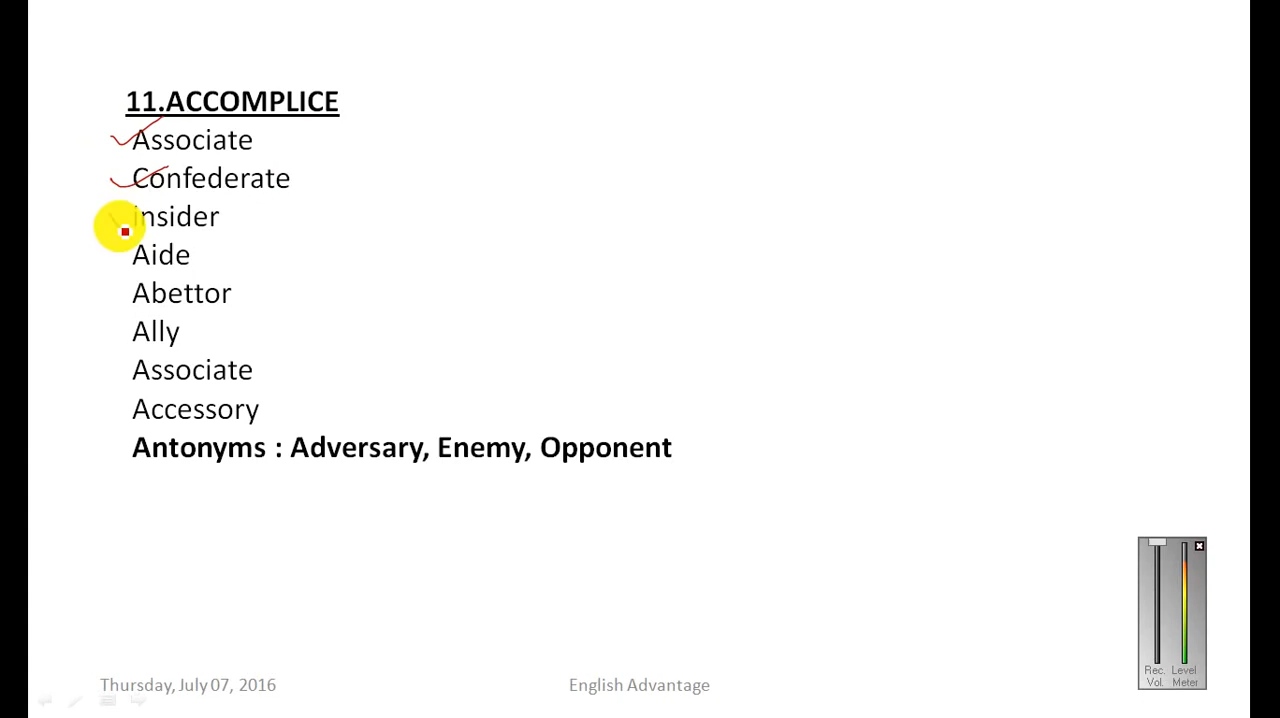 11.ACCOMPLICE
Associate
Confederate
insider
Aide
Abettor
Ally
Associate
Accessory
Antonyms : Adversary, Enemy, Opponent
Rec. Level
Vol. Meter
Thursday, July 07, 2016 English Advantage